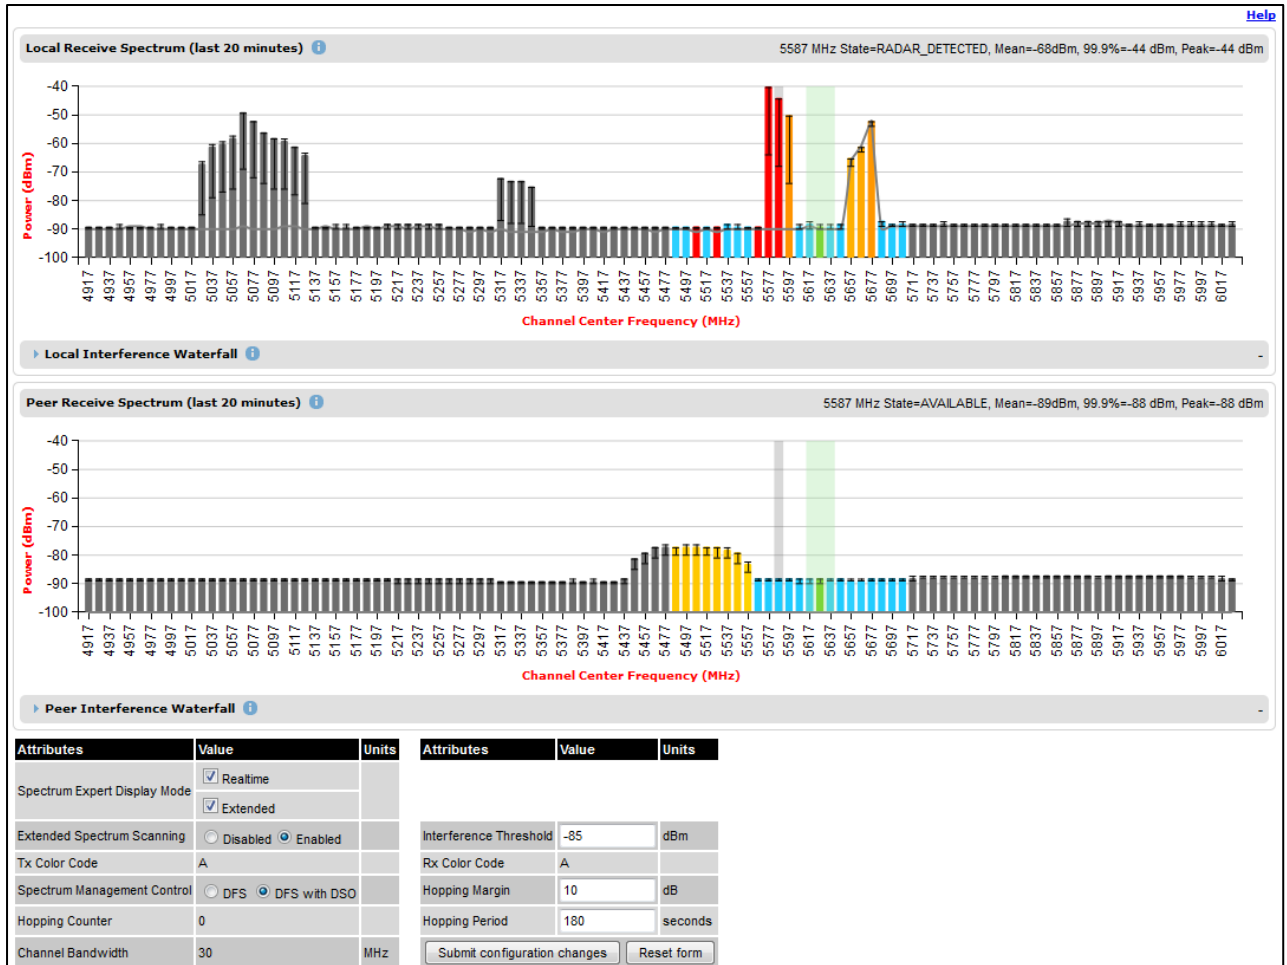 Help
Local Receive Spectrum (last 20 minutes) i 5587 MHz State=RADAR_DETECTED, Mean=-68dBm, 99.9%=-44 dBm, Peak=-44 dBm
-40
-50
-60
-70
-80
-90
-100
Power (dBm)
4917 4937 4957 4977 4997 5017 5037 5057 5077 5097 5117 5137 5157 5177 5197 5217 5237 5257 5277 5297 5317 5337 5357 5377 5397 5417 5437 5457 5477 5497 5517 5537 5557 5577 5597 5617 5637 5657 5677 5697 5717 5737 5757 5777 5797 5817 5837 5857 5877 5897 5917 5937 5957 5977 5997 6017
Channel Center Frequency (MHz)
Local Interference Waterfall i -
Peer Receive Spectrum (last 20 minutes) i 5587 MHz State=AVAILABLE, Mean=-89dBm, 99.9%=-88 dBm, Peak=-88 dBm
-40
-50
-60
-70
-80
-90
-100
Power (dBm)
4917 4937 4957 4977 4997 5017 5037 5057 5077 5097 5117 5137 5157 5177 5197 5217 5237 5257 5277 5297 5317 5337 5357 5377 5397 5417 5437 5457 5477 5497 5517 5537 5557 5577 5597 5617 5637 5657 5677 5697 5717 5737 5757 5777 5797 5817 5837 5857 5877 5897 5917 5937 5957 5977 5997 6017
Channel Center Frequency (MHz)
Peer Interference Waterfall i -
Attributes Value Units Attributes Value Units
Spectrum Expert Display Mode Realtime
Extended
Extended Spectrum Scanning Disabled Enabled Interference Threshold -85 dBm
Tx Color Code A Rx Color Code A
Spectrum Management Control DFS DFS with DSO Hopping Margin 10 dB
Hopping Counter 0 Hopping Period 180 seconds
Channel Bandwidth 30 MHz Submit configuration changes Reset form